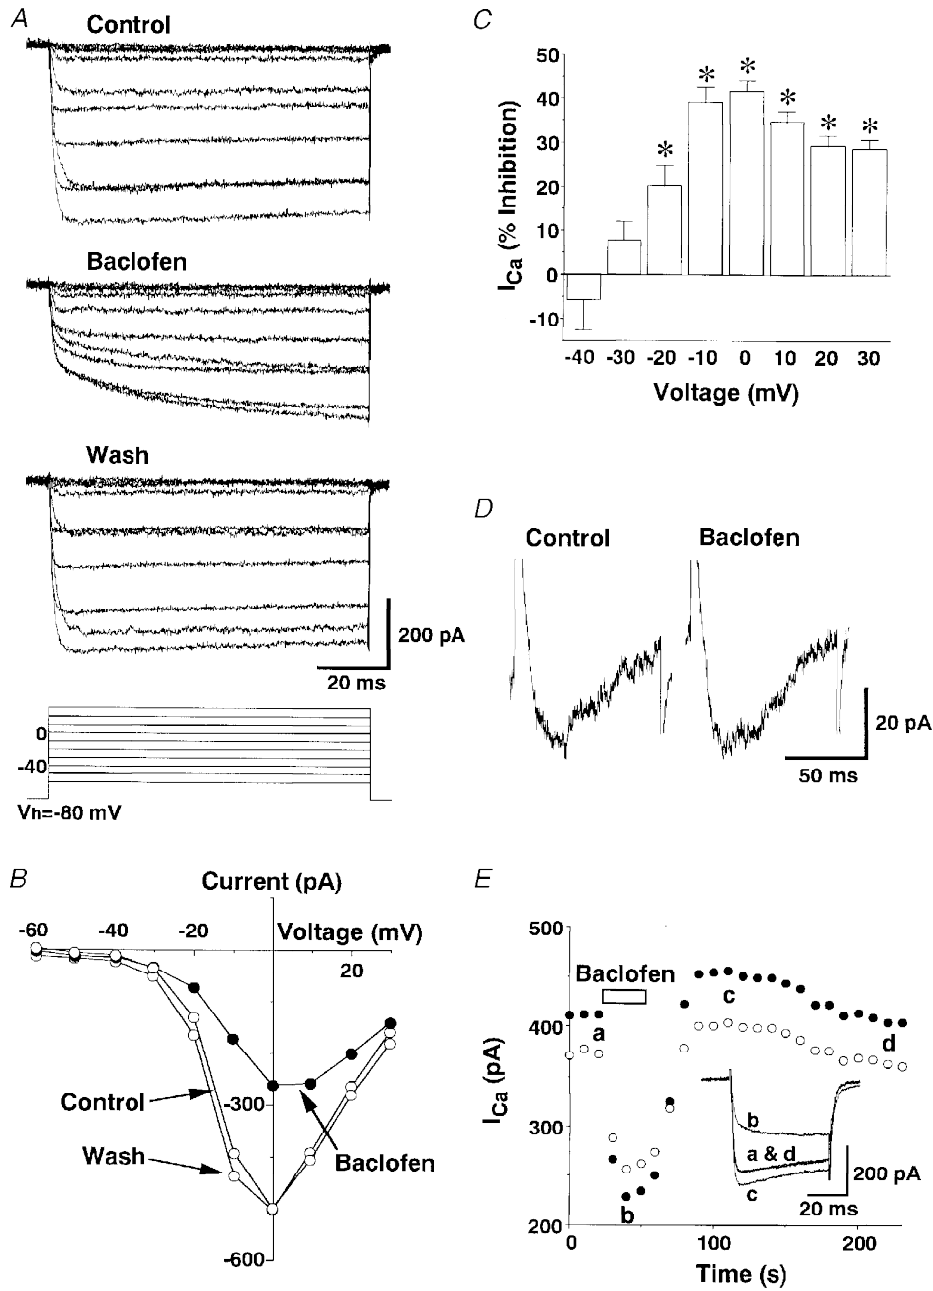 A
Control
Baclofen
Wash
200 pA
20 ms
0
-40
Vh=-80 mV
B
Current (pA)
-60
-40
-20
Voltage (mV)
20
Control
-300
Wash
Baclofen
-600
C
50
40
30
20
10
0
-10
ICa (% Inhibition)
* * * * * *
-40 -30 -20 -10 0 10 20 30
Voltage (mV)
D
Control
Baclofen
20 pA
50 ms
E
500
400
300
200
ICa (pA)
Baclofen
a
b
c
d
b
a & d
c
200 pA
20 ms
0
100
200
Time (s)